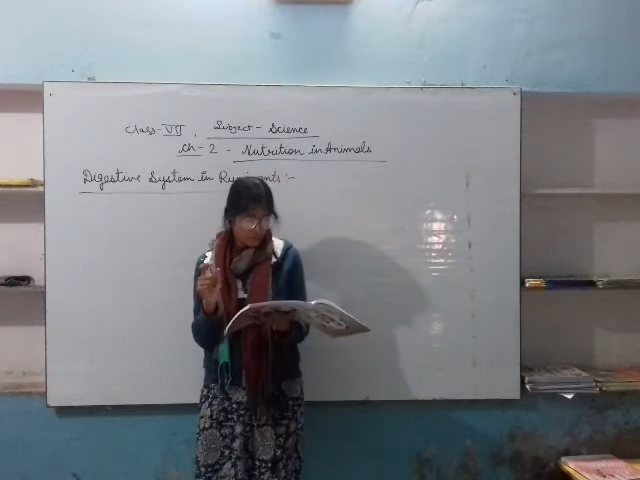 Class - VII Subject - Science
Ch - 2 - Nutrition in Animals
Digestive System in Ruminants :-